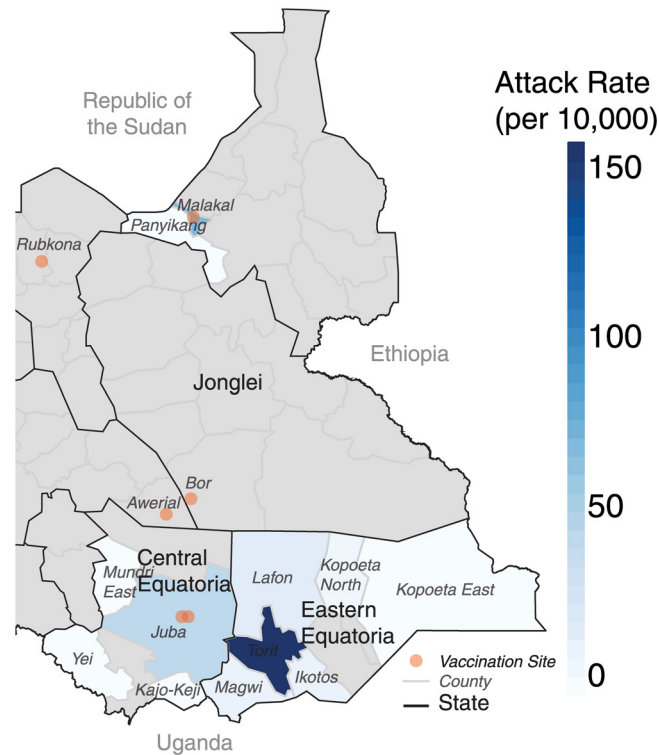 Attack Rate
(per 10,000)
150
100
50
0
Republic of
the Sudan
Malakal
Panyikang
Rubkona
Ethiopia
Jonglei
Bor
Awerial
Central
Equatoria
Mundri
East
Lafon
Kopoeta
North
Kopoeta East
Eastern
Equatoria
Juba
Torit
Yei
Kajo-Keji
Magwi
Ikotos
Vaccination Site
County
State
Uganda